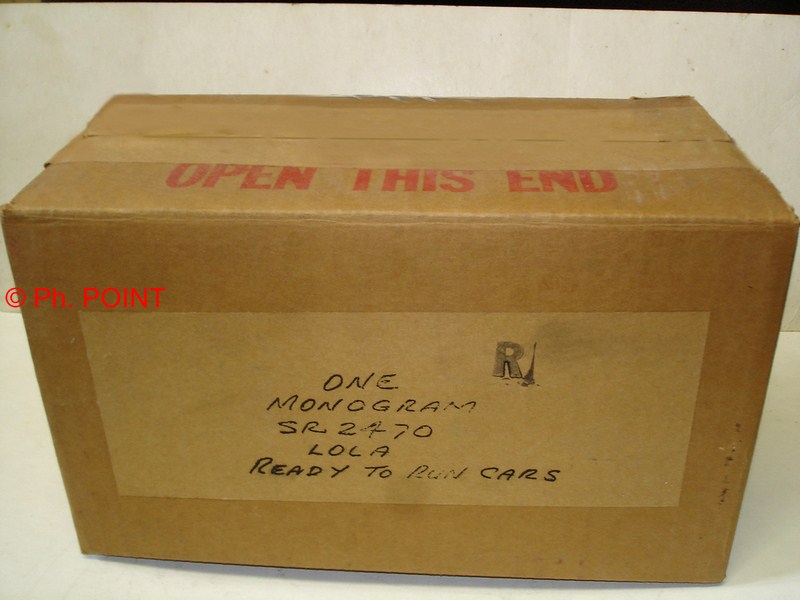 OPEN THIS END
© Ph. POINT
R
ONE
MONOGRAM
SR 2470
LOLA
READY TO RUN CARS